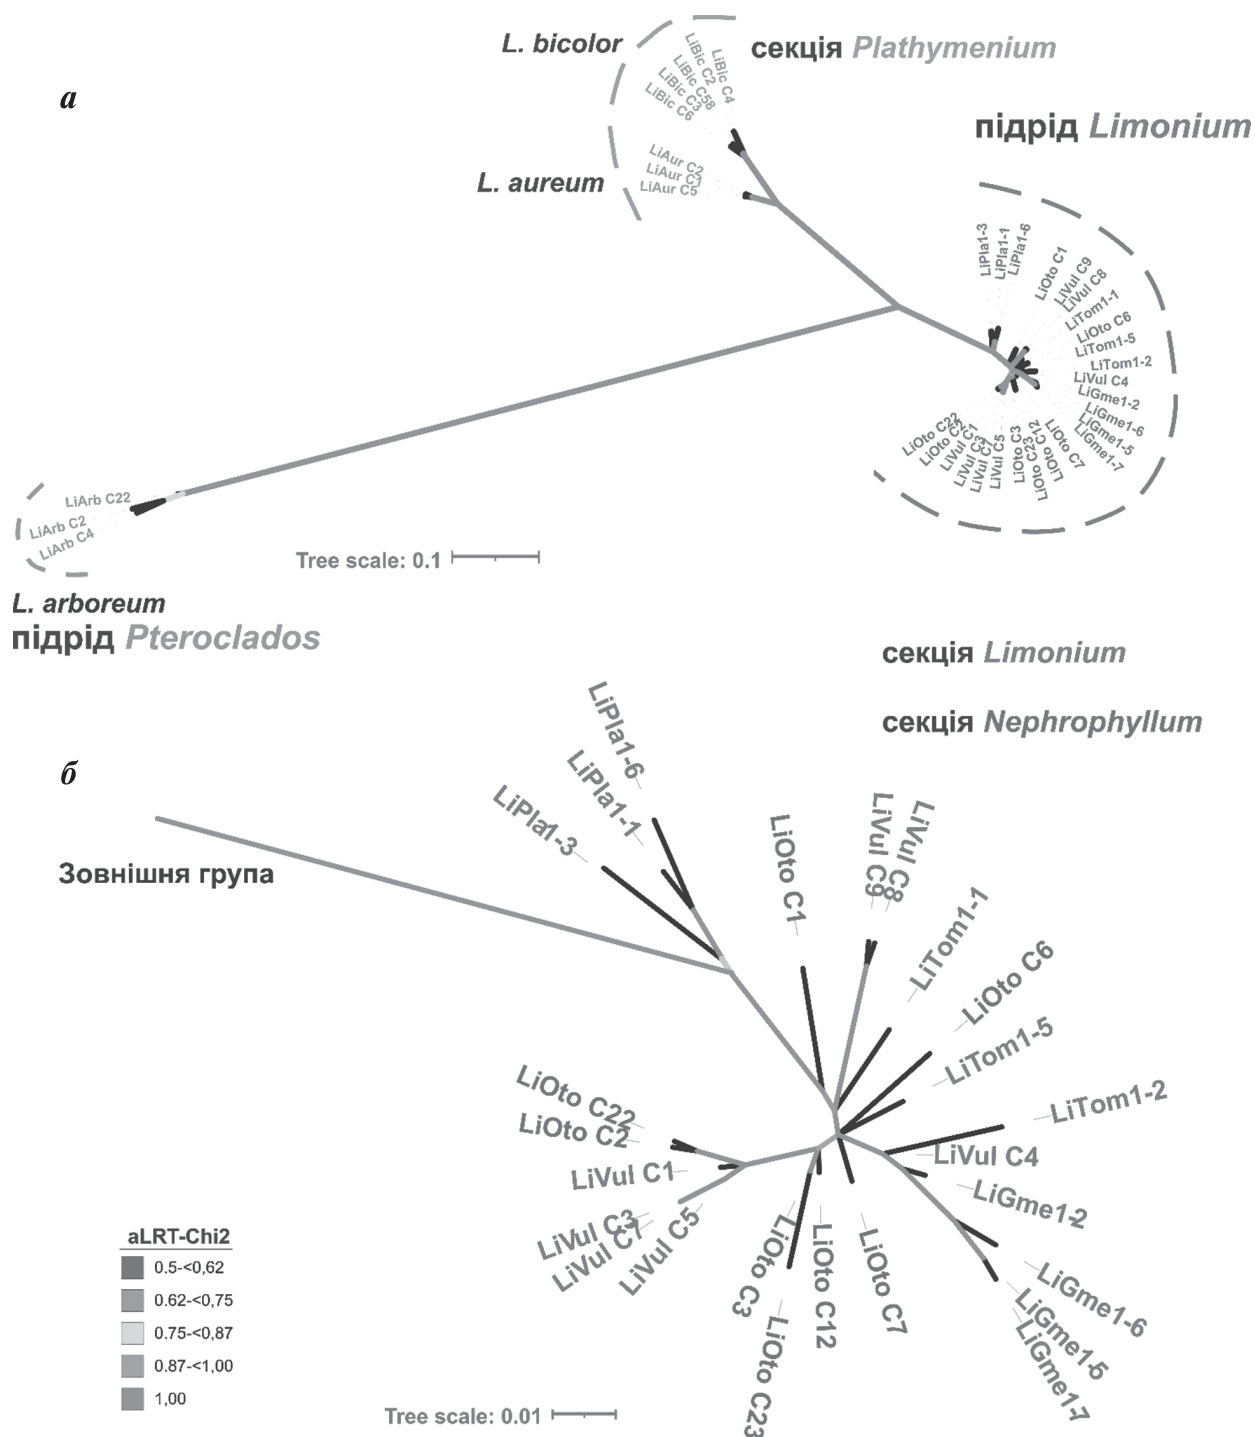 а
L. bicolor
секція Plathymenium
LiBic C4
LiBic C2
LiBic C58
LiBic C3
LiBic C6
L. aureum
LiAur C2
LiAur C1
LiAur C5
підрід Limonium
LiPla1-3
LiPla1-1
LiPla1-6
LiOto C1
LiVul C9
LiVul C8
LiTom1-1
LiOto C6
LiTom1-5
LiTom1-2
LiVul C4
LiGme1-2
LiGme1-6
LiGme1-5
LiGme1-7
LiOto C7
LiOto C12
LiOto C23
LiOto C3
LiVul C5
LiVul C7
LiVul C3
LiVul C1
LiOto C2
LiOto C22
LiArb C22
LiArb C2
LiArb C4
Tree scale: 0.1
L. arboreum
підрід Pteroclados
секція Limonium
секція Nephrophyllum
б
Зовнішня група
LiPla1-6
LiPla1-1
LiPla1-3
LiOto C1
LiVul C9
LiVul C8
LiTom1-1
LiOto C6
LiTom1-5
LiTom1-2
LiVul C4
LiGme1-2
LiGme1-6
LiGme1-5
LiGme1-7
LiOto C7
LiOto C12
LiOto C3
LiOto C23
LiVul C5
LiVul C7
LiVul C3
LiVul C1
LiOto C2
LiOto C22
aLRT-Chi2
0.5-<0,62
0.62-<0,75
0.75-<0,87
0.87-<1,00
1,00
Tree scale: 0.01